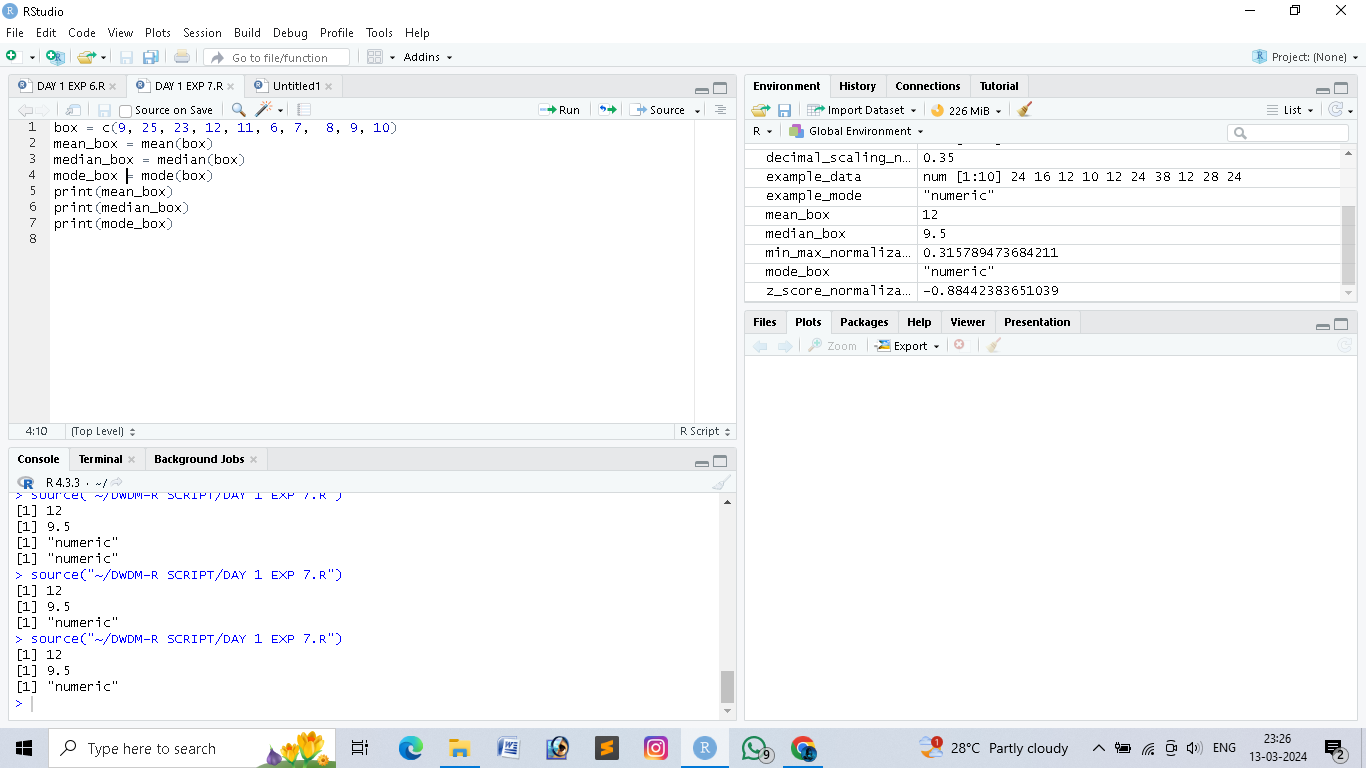 RStudio
File Edit Code View Plots Session Build Debug Profile Tools Help
Go to file/function Addins Project: (None)
DAY 1 EXP 6.R DAY 1 EXP 7.R Untitled1
Source on Save Run Source
1 box = c(9, 25, 23, 12, 11, 6, 7,  8, 9, 10)
2 mean_box = mean(box)
3 median_box = median(box)
4 mode_box = mode(box)
5 print(mean_box)
6 print(median_box)
7 print(mode_box)
8
4:10 (Top Level) R Script
Console Terminal Background Jobs
R 4.3.3 · ~/
> source("~/DWDM-R SCRIPT/DAY 1 EXP 7.R")
[1] 12
[1] 9.5
[1] "numeric"
[1] "numeric"
> source("~/DWDM-R SCRIPT/DAY 1 EXP 7.R")
[1] 12
[1] 9.5
[1] "numeric"
> source("~/DWDM-R SCRIPT/DAY 1 EXP 7.R")
[1] 12
[1] 9.5
[1] "numeric"
>
Environment History Connections Tutorial
Import Dataset 226 MiB List
R Global Environment
decimal_scaling_n... 0.35
example_data num [1:10] 24 16 12 10 12 24 38 12 28 24
example_mode "numeric"
mean_box 12
median_box 9.5
min_max_normaliza... 0.315789473684211
mode_box "numeric"
z_score_normaliza... -0.88442383651039
Files Plots Packages Help Viewer Presentation
Zoom Export
Type here to search
9
1 28°C Partly cloudy ENG 23:26
13-03-2024 2